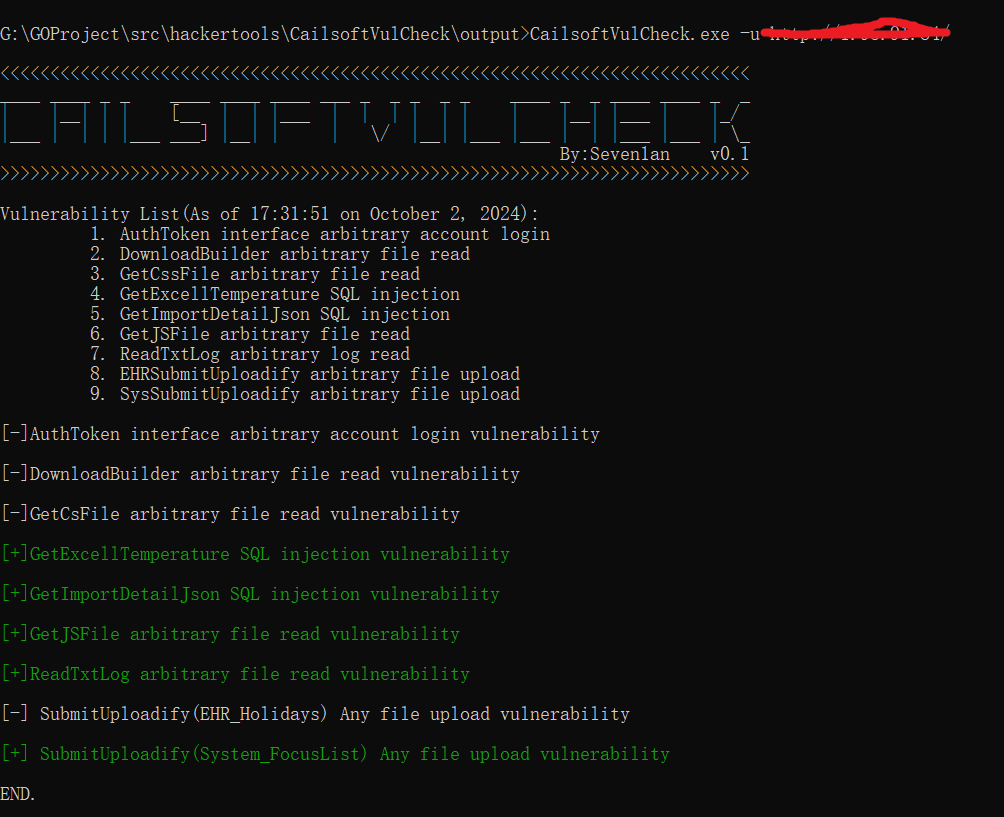 G:\GOProject\src\hackertools\CailsoftVulCheck\output>CailsoftVulCheck.exe -u
<<<<<<<<<<<<<<<<<<<<<<<<<<<<<<<<<<<<<<<<<<<<<<<<<<<<<<<<<<<<<<<<<<<<<<<<<<<
CAILSOFTVULCHECK
By:Sevenlan    v0.1
>>>>>>>>>>>>>>>>>>>>>>>>>>>>>>>>>>>>>>>>>>>>>>>>>>>>>>>>>>>>>>>>>>>>>>>>>>>
Vulnerability List(As of 17:31:51 on October 2, 2024):
1. AuthToken interface arbitrary account login
2. DownloadBuilder arbitrary file read
3. GetCssFile arbitrary file read
4. GetExcellTemperature SQL injection
5. GetImportDetailJson SQL injection
6. GetJSFile arbitrary file read
7. ReadTxtLog arbitrary log read
8. EHRSubmitUploadify arbitrary file upload
9. SysSubmitUploadify arbitrary file upload
[-]AuthToken interface arbitrary account login vulnerability
[-]DownloadBuilder arbitrary file read vulnerability
[-]GetCsFile arbitrary file read vulnerability
[+]GetExcellTemperature SQL injection vulnerability
[+]GetImportDetailJson SQL injection vulnerability
[+]GetJSFile arbitrary file read vulnerability
[+]ReadTxtLog arbitrary file read vulnerability
[-] SubmitUploadify(EHR_Holidays) Any file upload vulnerability
[+] SubmitUploadify(System_FocusList) Any file upload vulnerability
END.